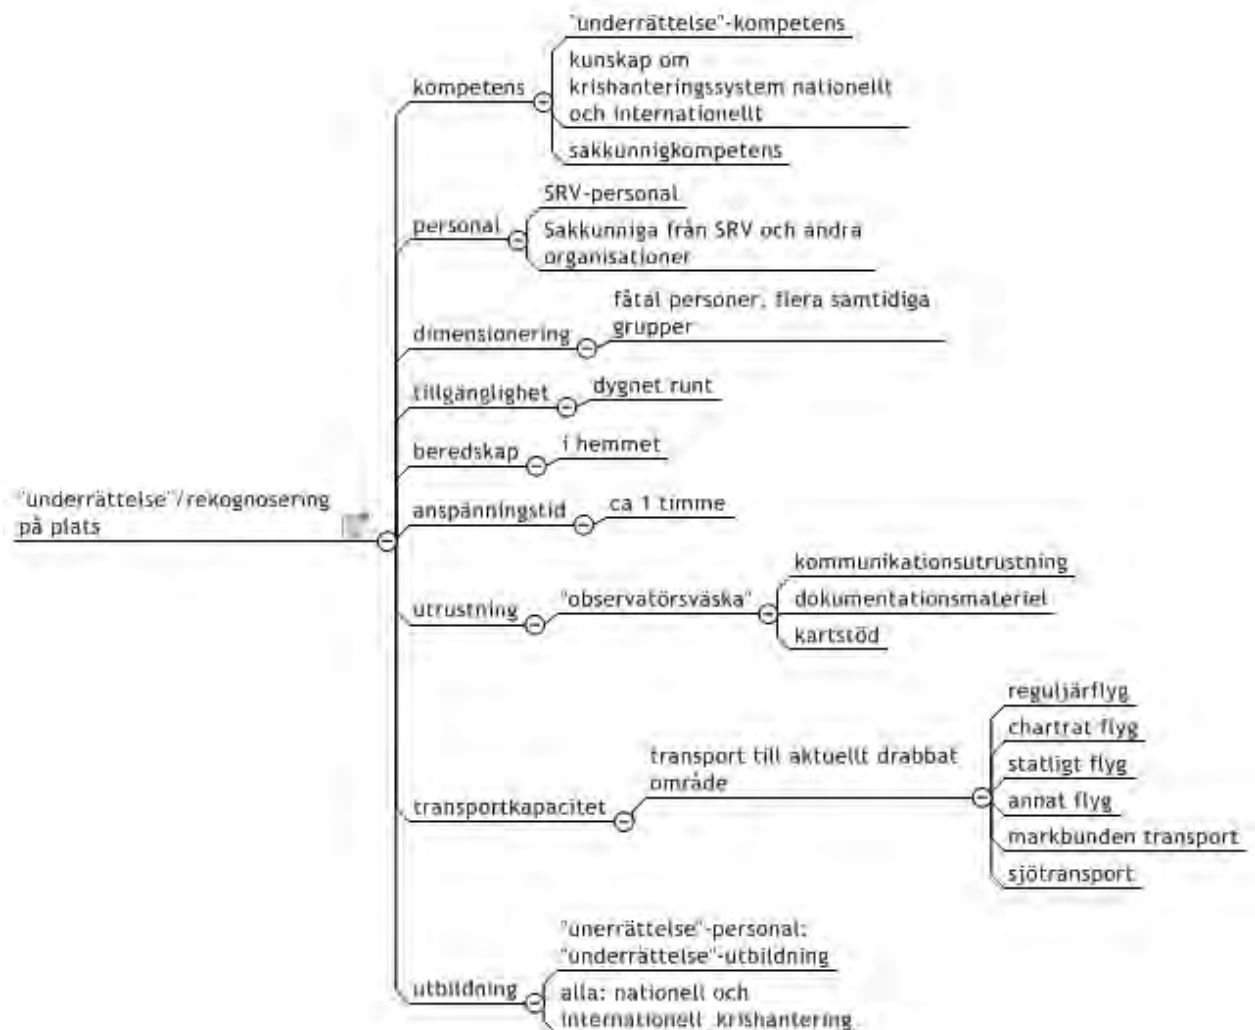 "underrättelse"/rekognosering
på plats
kompetens
"underrättelse"-kompetens
kunskap om
krishanteringssystem nationellt
och internationellt
sakkunnigkompetens
personal
SRV-personal
Sakkunniga från SRV och andra
organisationer
dimensionering
fåtal personer, flera samtidiga
grupper
tillgänglighet
dygnet runt
beredskap
i hemmet
anspänningstid
ca 1 timme
utrustning
"observatörsväska"
kommunikationsutrustning
dokumentationsmateriel
kartstöd
transportkapacitet
transport till aktuellt drabbat
område
reguljärflyg
chartrat flyg
statligt flyg
annat flyg
markbunden transport
sjötransport
utbildning
"unerrättelse"-personal:
"underrättelse"-utbildning
alla: nationell och
internationell krishantering